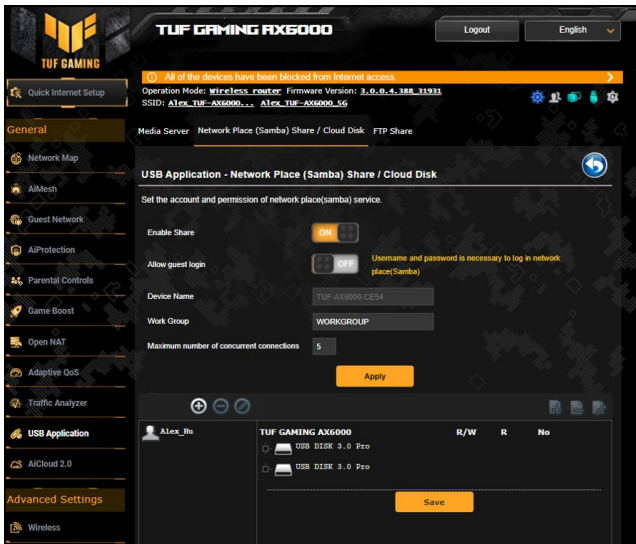 TUF GAMING
TUF GAMING AX6000
Logout
English
All of the devices have been blocked from Internet access.
Quick Internet Setup
Operation Mode: Wireless router Firmware Version: 3.0.0.4.388_31931
SSID: Alex_TUF-AX6000... Alex_TUF-AX6000_5G
General
Media Server Network Place (Samba) Share / Cloud Disk FTP Share
Network Map
USB Application - Network Place (Samba) Share / Cloud Disk
AiMesh
Set the account and permission of network place(samba) service.
Guest Network
Enable Share ON
AiProtection
Allow guest login OFF Username and password is necessary to log in network
place(Samba)
Parental Controls
Device Name TUF-AX6000-CE54
Game Boost
Work Group WORKGROUP
Open NAT
Maximum number of concurrent connections 5
Adaptive QoS
Apply
Traffic Analyzer
USB Application
Alex_Hu
TUF GAMING AX6000 R/W R No
USB DISK 3.0 Pro
AiCloud 2.0
USB DISK 3.0 Pro
Advanced Settings
Save
Wireless